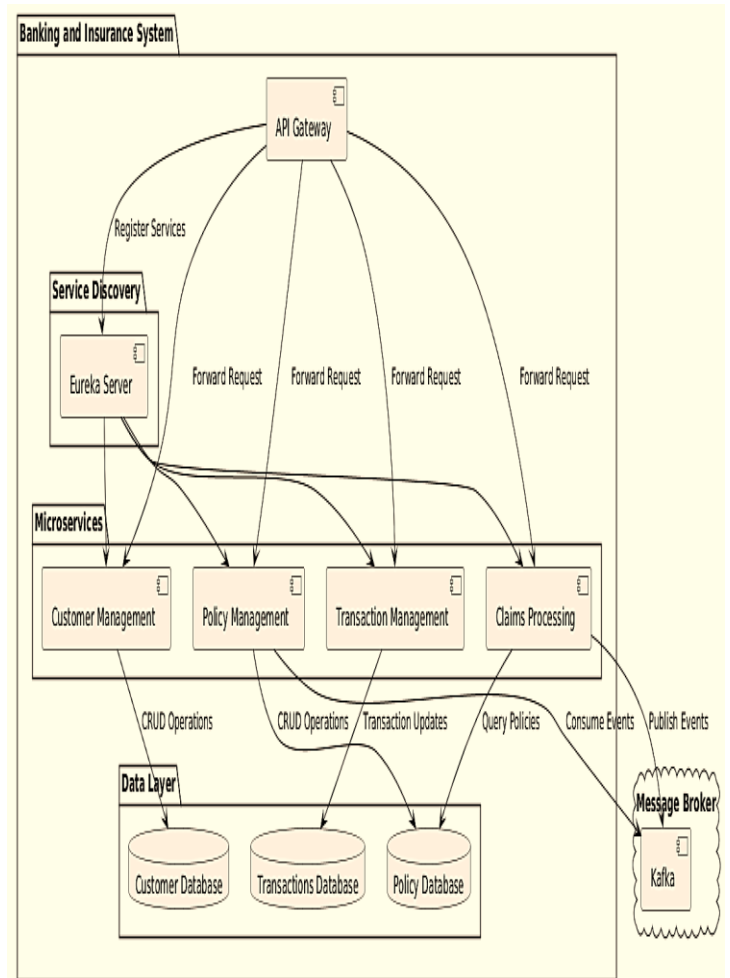 Banking and Insurance System
API Gateway
Register Services
Service Discovery
Eureka Server
Forward Request
Forward Request
Forward Request
Forward Request
Microservices
Customer Management
Policy Management
Transaction Management
Claims Processing
CRUD Operations
CRUD Operations
Transaction Updates
Query Policies
Consume Events
Publish Events
Data Layer
Message Broker
Customer Database
Transactions Database
Policy Database
Kafka